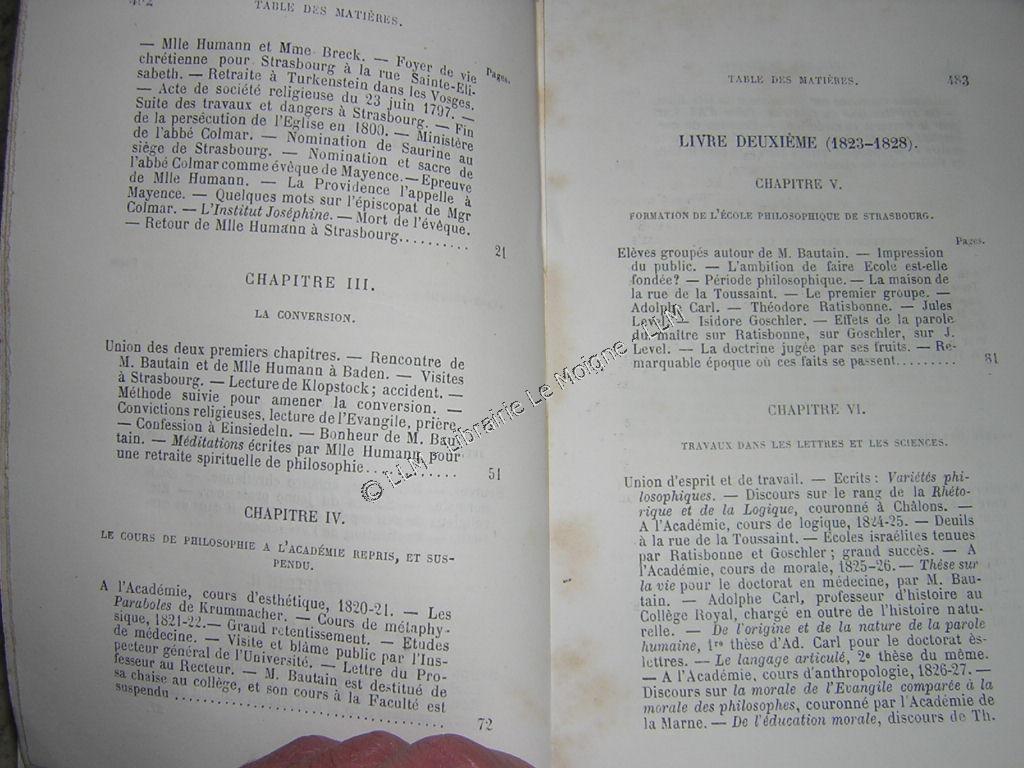 482 TABLE DES MATIÈRES.
Pages.
— Mlle Humann et Mme Breck. — Foyer de vie
chrétienne pour Strasbourg à la rue Sainte-Eli-
sabeth. — Retraite à Turkenstein dans les Vosges.
— Acte de société religieuse du 23 juin 1797. —
Suite des travaux et dangers à Strasbourg. — Fin
de la persécution de l'Eglise en 1800. — Ministère
de l'abbé Colmar. — Nomination de Saurine au
siège de Strasbourg. — Nomination et sacre de
l'abbé Colmar comme évêque de Mayence. — Epreuve
de Mlle Humann. — La Providence l'appelle à
Mayence. — Quelques mots sur l'épiscopat de Mgr
Colmar. — L'Institut Joséphine. — Mort de l'évêque.
— Retour de Mlle Humann à Strasbourg.......... 21
CHAPITRE III.
LA CONVERSION.
Union des deux premiers chapitres. — Rencontre de
M. Bautain et de Mlle Humann à Baden. — Visites
à Strasbourg. — Lecture de Klopstock; accident. —
Méthode suivie pour amener la conversion. —
Convictions religieuses, lecture de l'Evangile, prière.
— Confession à Einsiedeln. — Bonheur de M. Bau-
tain. — Méditations écrites par Mlle Humann pour
une retraite spirituelle de philosophie.............. 51
CHAPITRE IV.
LE COURS DE PHILOSOPHIE A L'ACADÉMIE REPRIS, ET SUS-
PENDU.
A l'Académie, cours d'esthétique, 1820-21. — Les
Paraboles de Krummacher. — Cours de métaphy-
sique, 1821-22. — Grand retentissement. — Etudes
de médecine. — Visite et blâme public par l'Ins-
pecteur général de l'Université. — Lettre du Pro-
fesseur au Recteur. — M. Bautain est destitué de
sa chaise au collège, et son cours à la Faculté est
suspendu .................................. 72
TABLE DES MATIÈRES. 483
LIVRE DEUXIÈME (1823-1828).
CHAPITRE V.
FORMATION DE L'ÉCOLE PHILOSOPHIQUE DE STRASBOURG.
Pages.
Elèves groupés autour de M. Bautain. — Impression
du public. — L'ambition de faire Ecole est-elle
fondée? — Période philosophique. — La maison de
la rue de la Toussaint. — Le premier groupe. —
Adolphe Carl. — Théodore Ratisbonne. — Jules
Level. — Isidore Goschler. — Effets de la parole
du maître sur Ratisbonne, sur Goschler, sur J.
Level. — La doctrine jugée par ses fruits. — Re-
marquable époque où ces faits se passent......... 81
CHAPITRE VI.
TRAVAUX DANS LES LETTRES ET LES SCIENCES.
Union d'esprit et de travail. — Ecrits : Variétés phi-
losophiques. — Discours sur le rang de la Rhéto-
rique et de la Logique, couronné à Châlons. —
A l'Académie, cours de logique, 1824-25. — Deuils
à la rue de la Toussaint. — Ecoles israélites tenues
par Ratisbonne et Goschler; grand succès. — A
l'Académie, cours de morale, 1825-26. — Thèse sur
la vie pour le doctorat en médecine, par M. Bau-
tain. — Adolphe Carl, professeur d'histoire au
Collège Royal, chargé en outre de l'histoire natu-
relle. — De l'origine et de la nature de la parole
humaine, 1re thèse d'Ad. Carl pour le doctorat ès-
lettres. — Le langage articulé, 2e thèse du même.
— A l'Académie, cours d'anthropologie, 1826-27. —
Discours sur la morale de l'Evangile comparée à la
morale des philosophes, couronné par l'Académie de
la Marne. — De l'éducation morale, discours de Th.
© LLM - Librairie Le Moigne - LLM